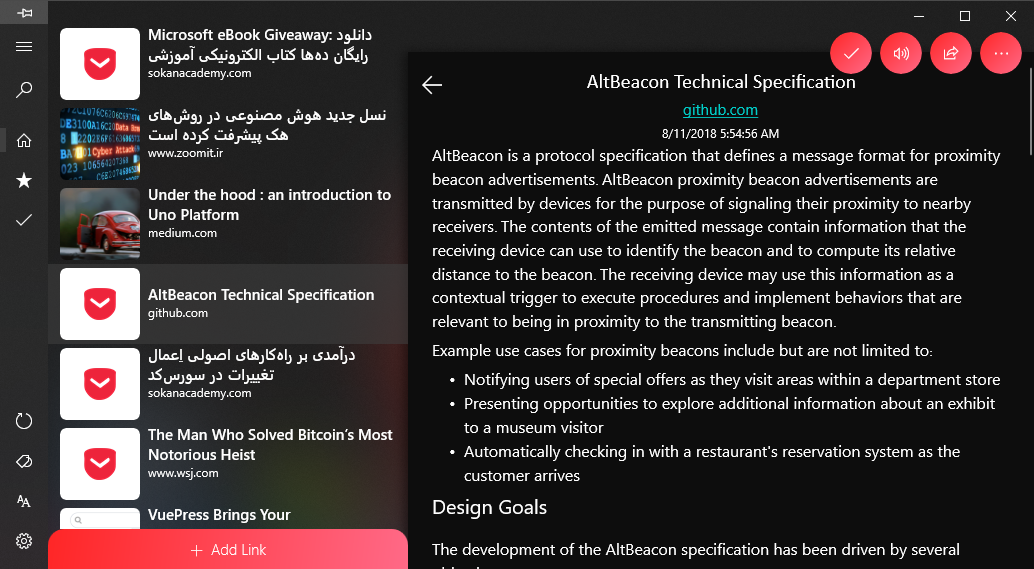 Microsoft eBook Giveaway: دانلود
رایگان ده‌ها کتاب الکترونیکی آموزشی
sokanacademy.com
نسل جدید هوش مصنوعی در روش‌های
هک پیشرفت کرده است
www.zoomit.ir
Under the hood : an introduction to
Uno Platform
medium.com
AltBeacon Technical Specification
github.com
درآمدی بر راه‌کارهای اصولی اِعمال
تغییرات در سورس‌کد
sokanacademy.com
The Man Who Solved Bitcoin’s Most
Notorious Heist
www.wsj.com
VuePress Brings Your
Add Link
AltBeacon Technical Specification
github.com
8/11/2018 5:54:56 AM
AltBeacon is a protocol specification that defines a message format for proximity
beacon advertisements. AltBeacon proximity beacon advertisements are
transmitted by devices for the purpose of signaling their proximity to nearby
receivers. The contents of the emitted message contain information that the
receiving device can use to identify the beacon and to compute its relative
distance to the beacon. The receiving device may use this information as a
contextual trigger to execute procedures and implement behaviors that are
relevant to being in proximity to the transmitting beacon.
Example use cases for proximity beacons include but are not limited to:
• Notifying users of special offers as they visit areas within a department store
• Presenting opportunities to explore additional information about an exhibit
to a museum visitor
• Automatically checking in with a restaurant's reservation system as the
customer arrives
Design Goals
The development of the AltBeacon specification has been driven by several